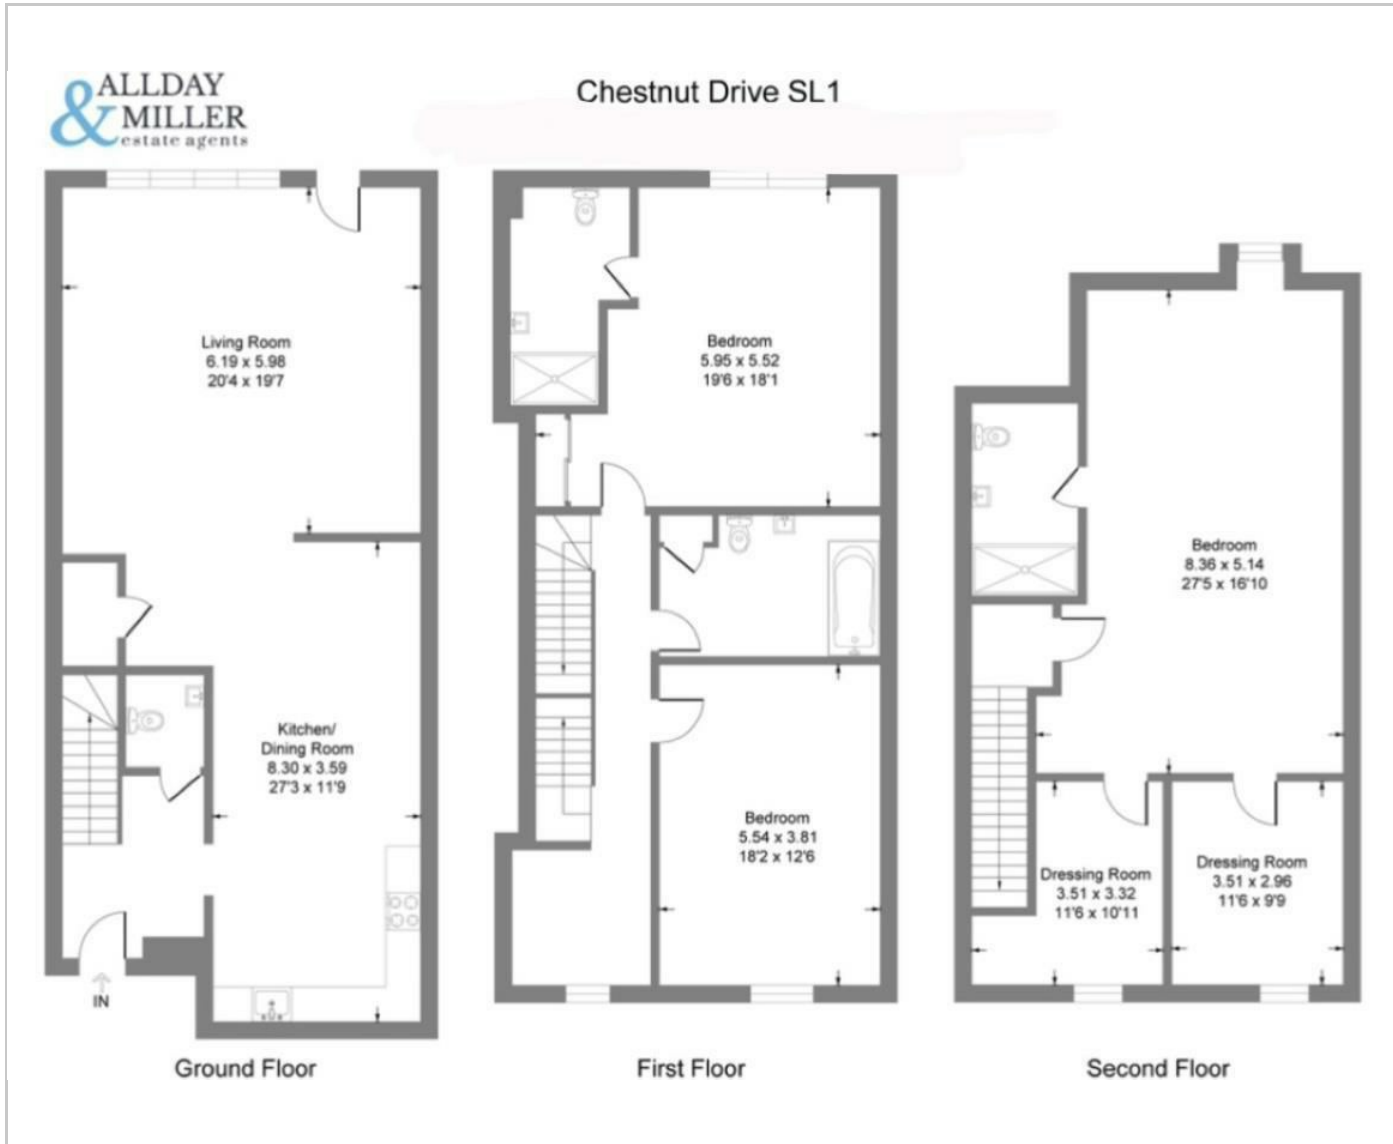 ALLDAY
& MILLER
estate agents
Chestnut Drive SL1
Living Room
6.19 x 5.98
20'4 x 19'7
Kitchen/
Dining Room
8.30 x 3.59
27'3 x 11'9
IN
Ground Floor
Bedroom
5.95 x 5.52
19'6 x 18'1
Bedroom
5.54 x 3.81
18'2 x 12'6
First Floor
Bedroom
8.36 x 5.14
27'5 x 16'10
Dressing Room
3.51 x 3.32
11'6 x 10'11
Dressing Room
3.51 x 2.96
11'6 x 9'9
Second Floor